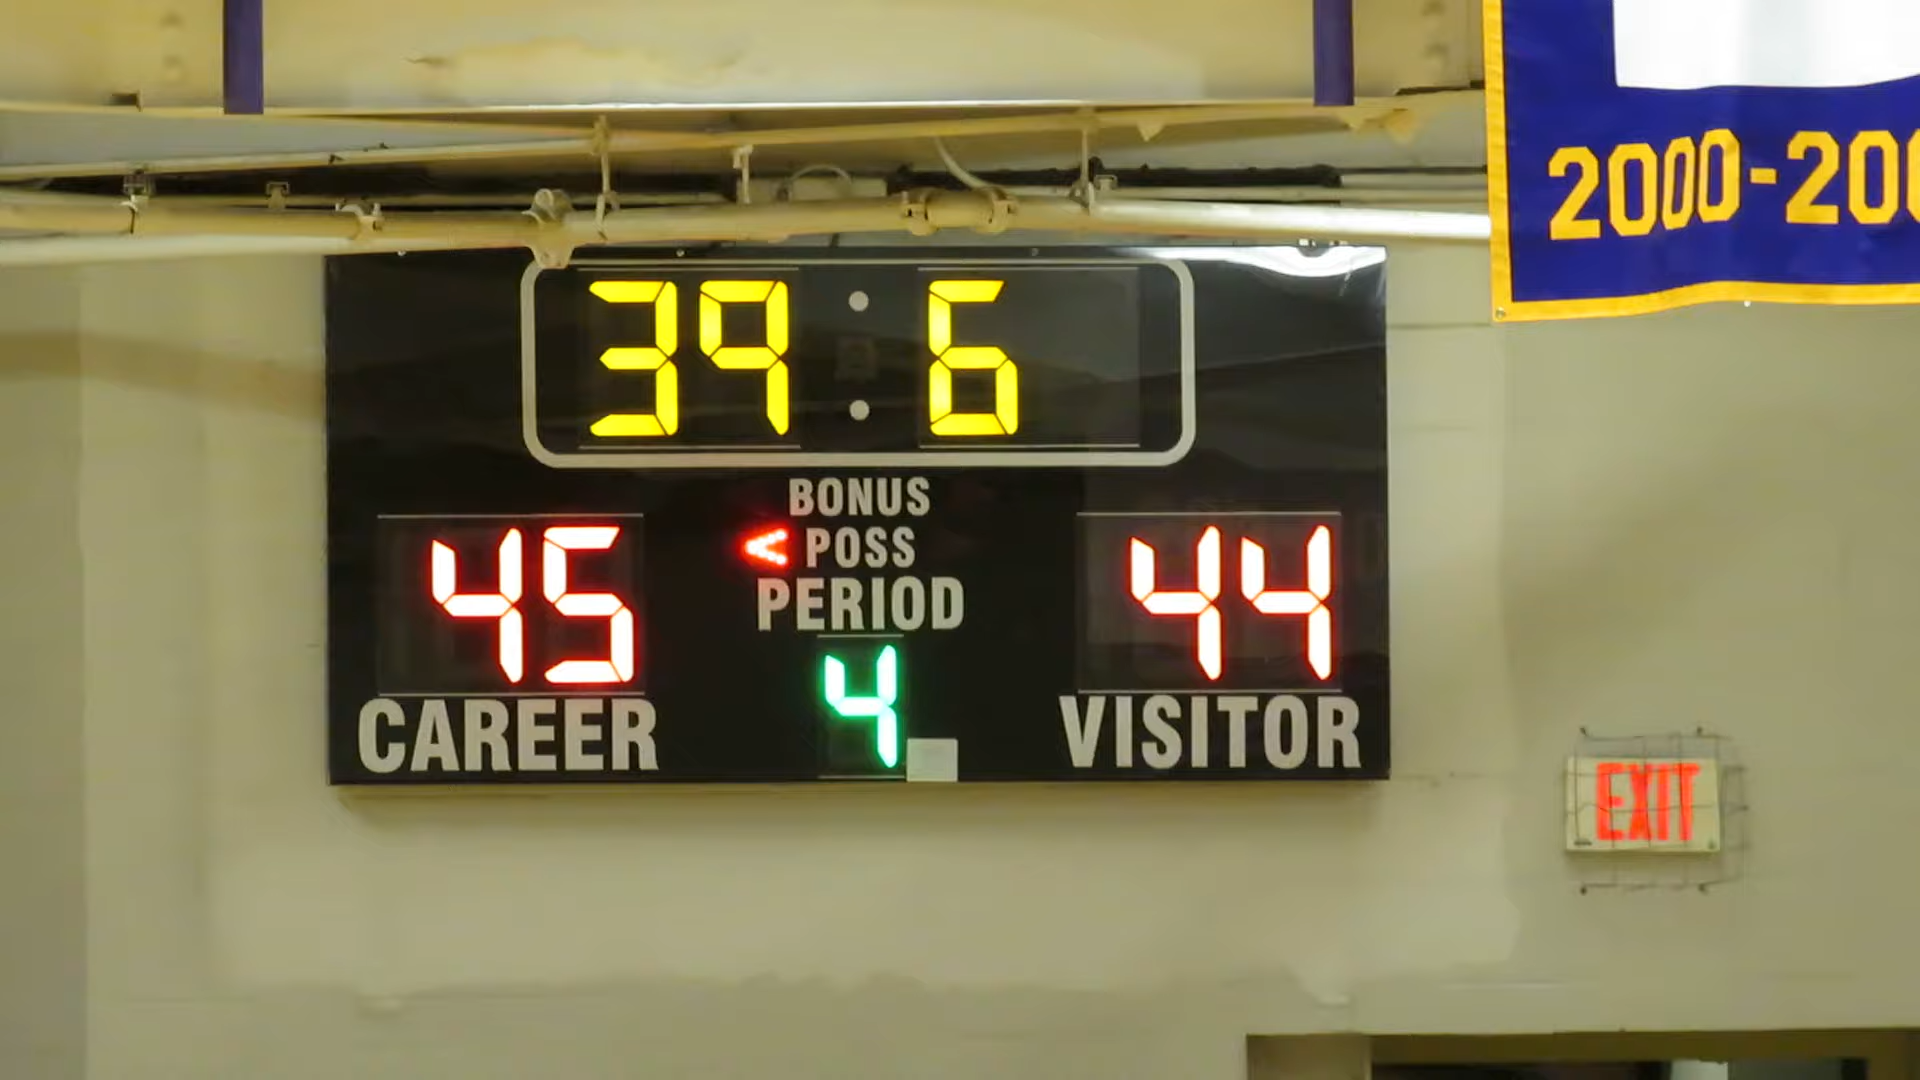 2000-200
39:6
BONUS
45 < POSS 44
PERIOD
4
CAREER VISITOR
EXIT